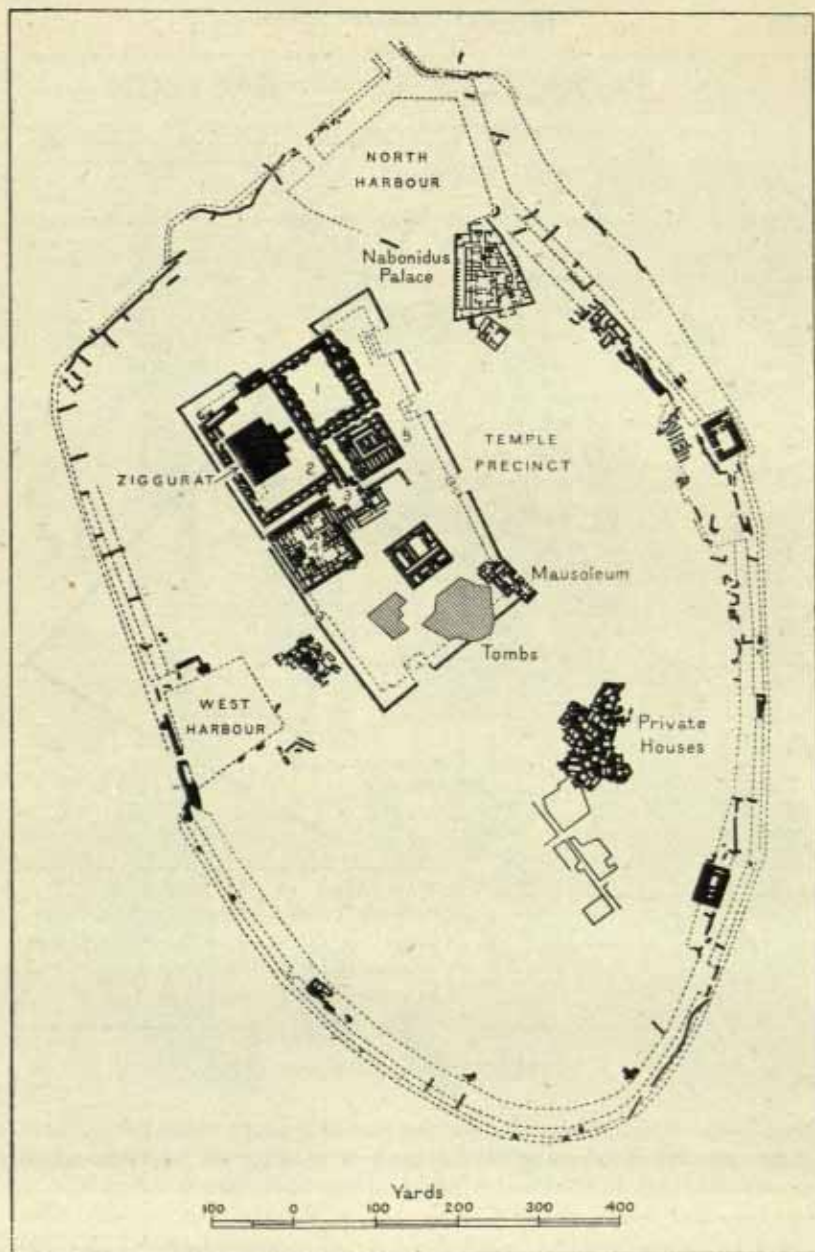 NORTH
HARBOUR
Nabonidus
Palace
1
5
TEMPLE
PRECINCT
2
ZIGGURAT
3
4
Mausoleum
Tombs
WEST
HARBOUR
Private
Houses
Yards
100 0 100 200 300 400